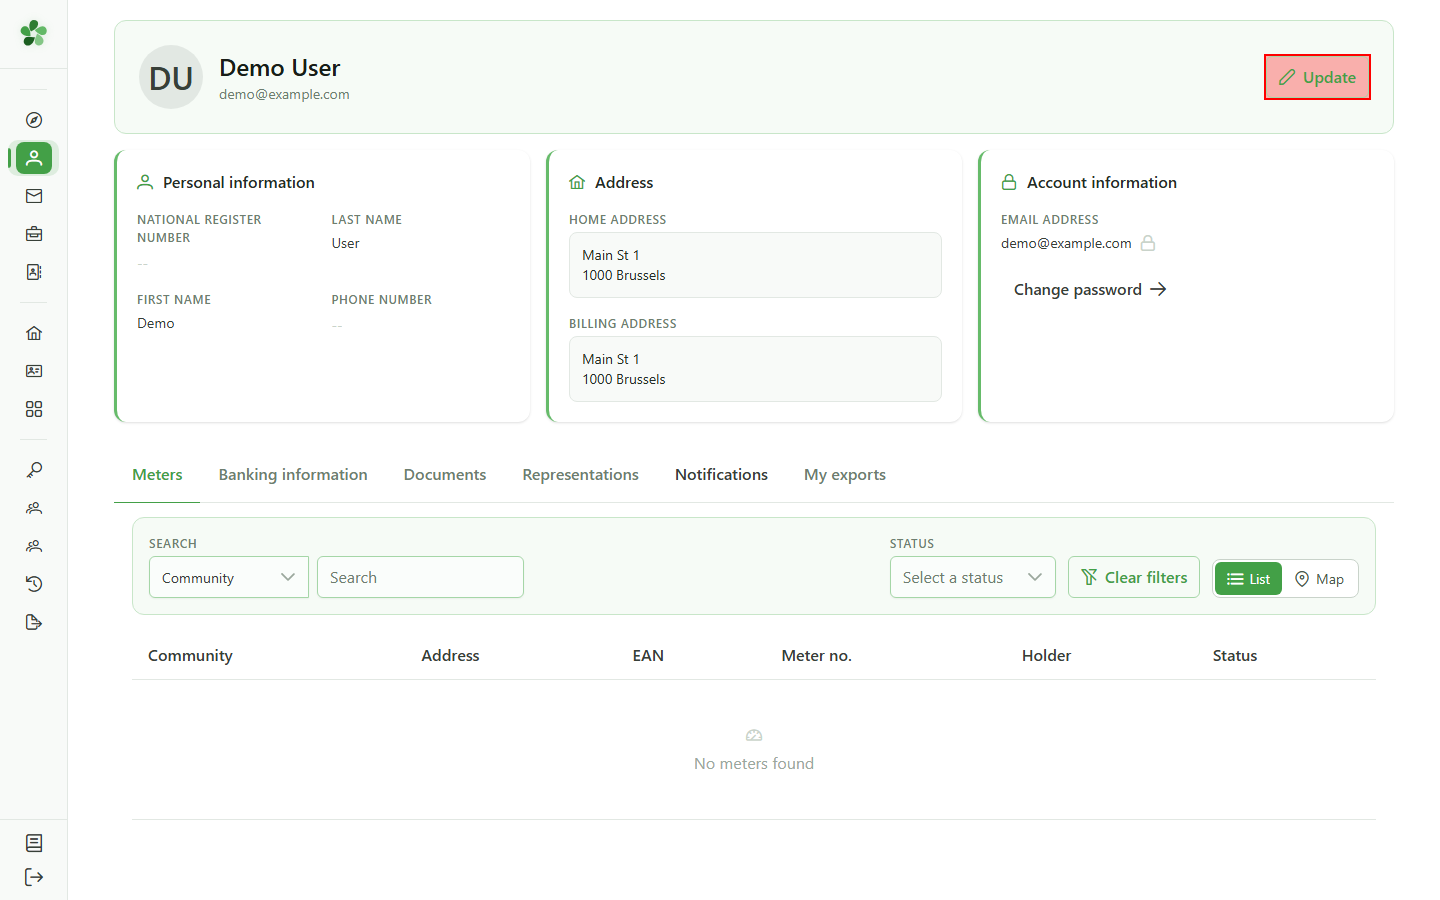 DU
Demo User
demo@example.com
Update
Personal information
NATIONAL REGISTER
NUMBER
--
LAST NAME
User
FIRST NAME
Demo
PHONE NUMBER
--
Address
HOME ADDRESS
Main St 1
1000 Brussels
BILLING ADDRESS
Main St 1
1000 Brussels
Account information
EMAIL ADDRESS
demo@example.com
Change password
Meters Banking information Documents Representations Notifications My exports
SEARCH
Community
Search
STATUS
Select a status
Clear filters
List
Map
Community Address EAN Meter no. Holder Status
No meters found